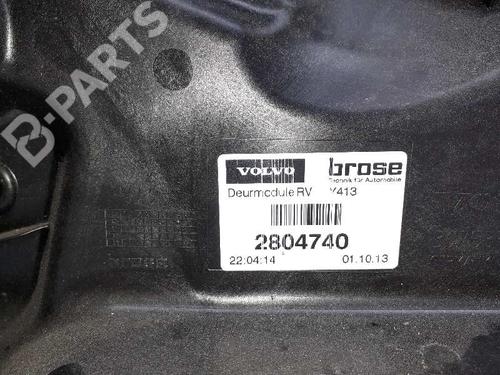 B-PARTS
VOLVO brose
Technik für Automobile
Deurmodule RV Y413
2804740
22:04:14 01.10.13